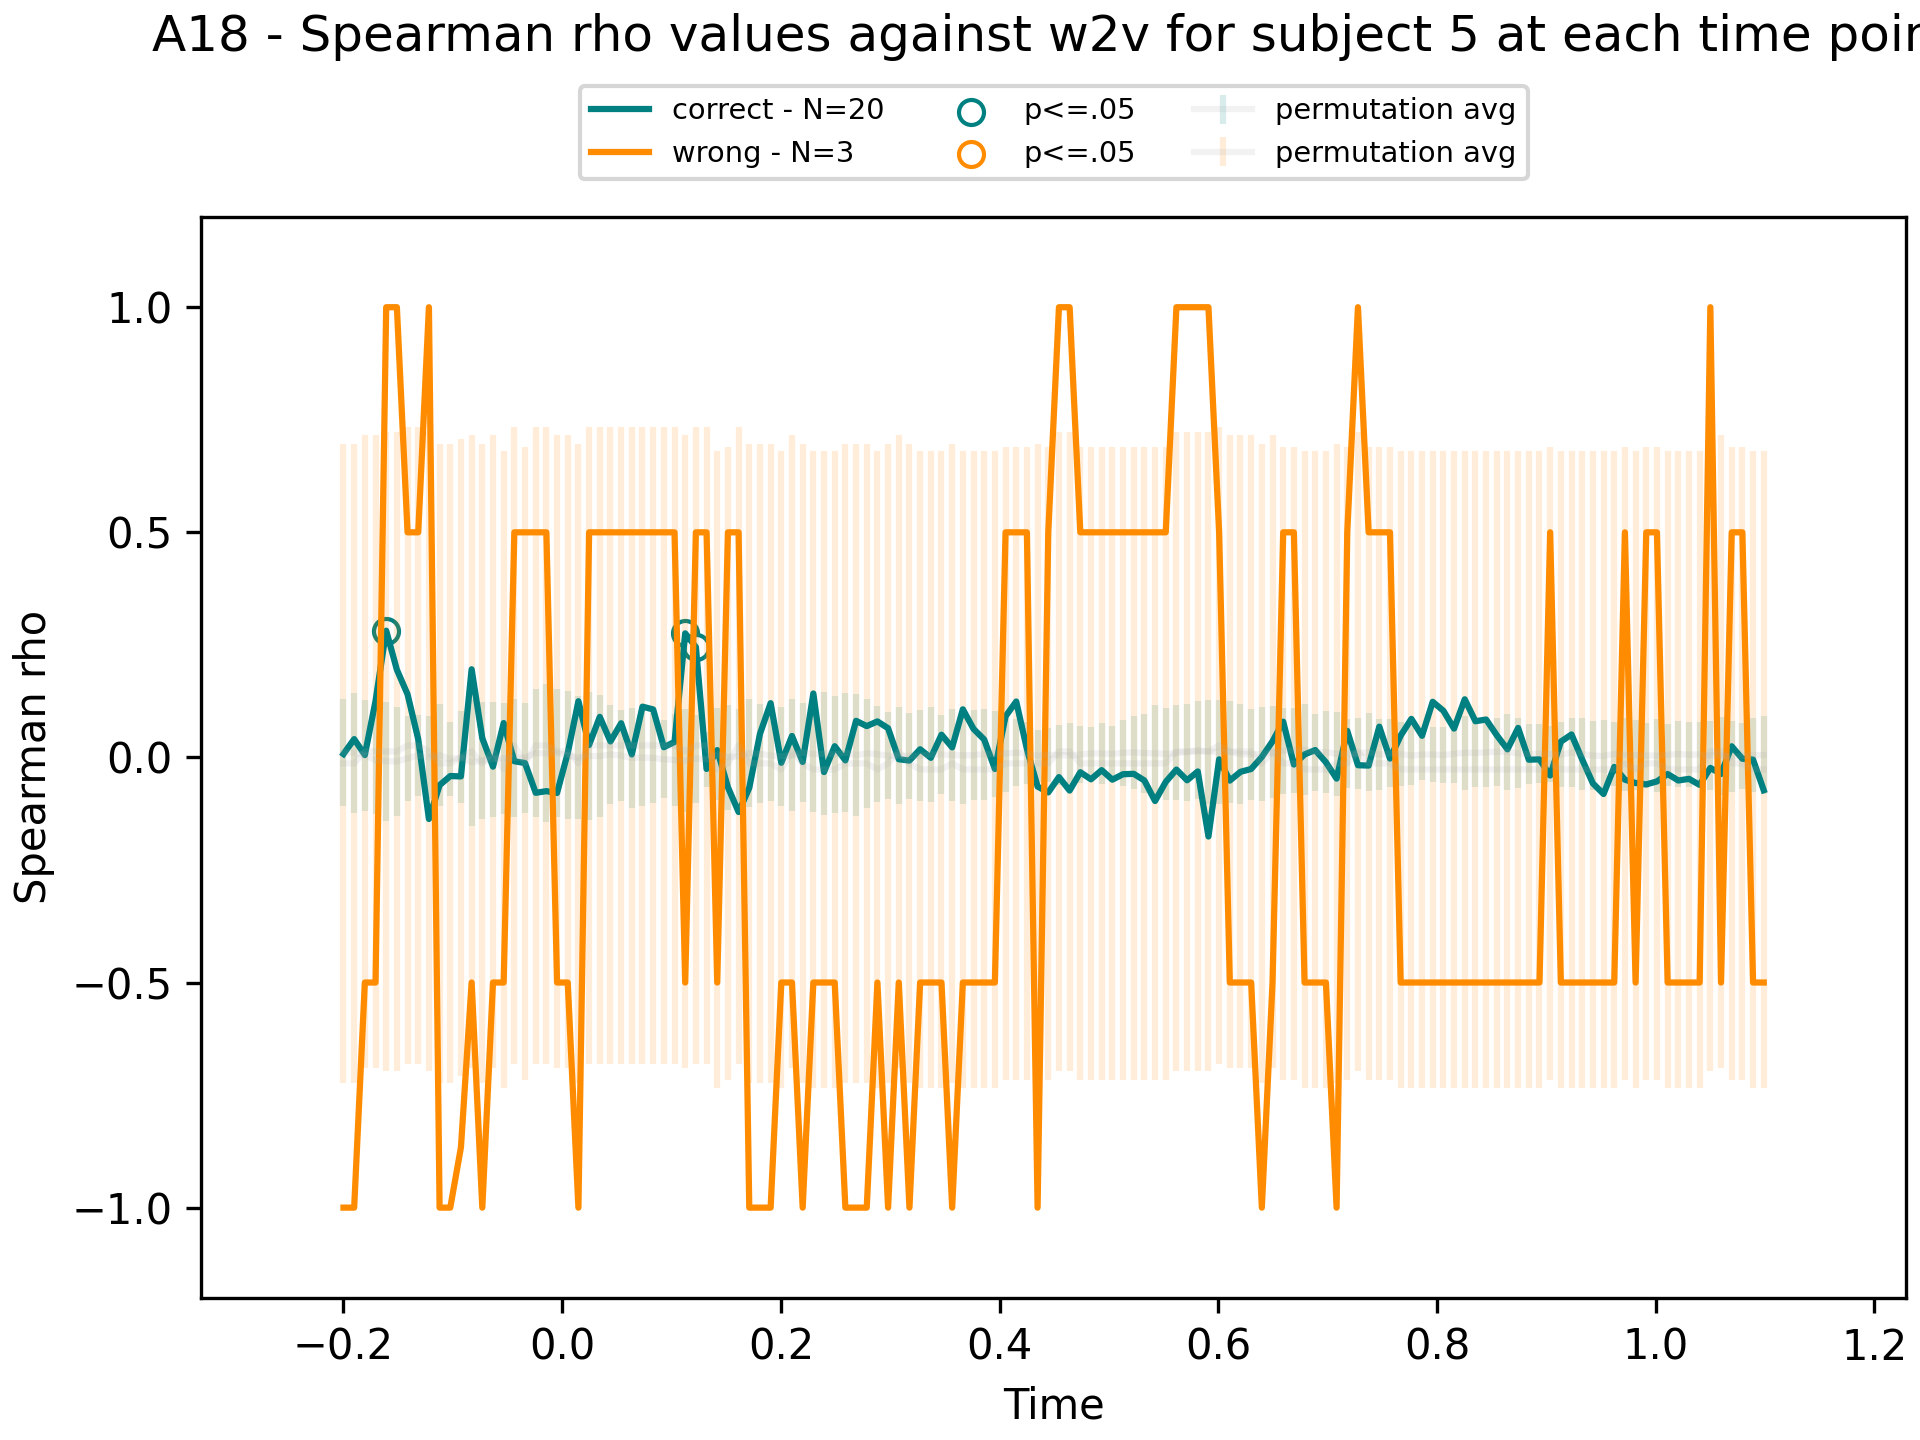 A18 - Spearman rho values against w2v for subject 5 at each time
correct - N=20 p<=.05 permutation avg
wrong - N=3 p<=.05 permutation avg
1.0
0.5
0.0
−0.5
−1.0
Spearman rho
−0.2 0.0 0.2 0.4 0.6 0.8 1.0 1.2
Time